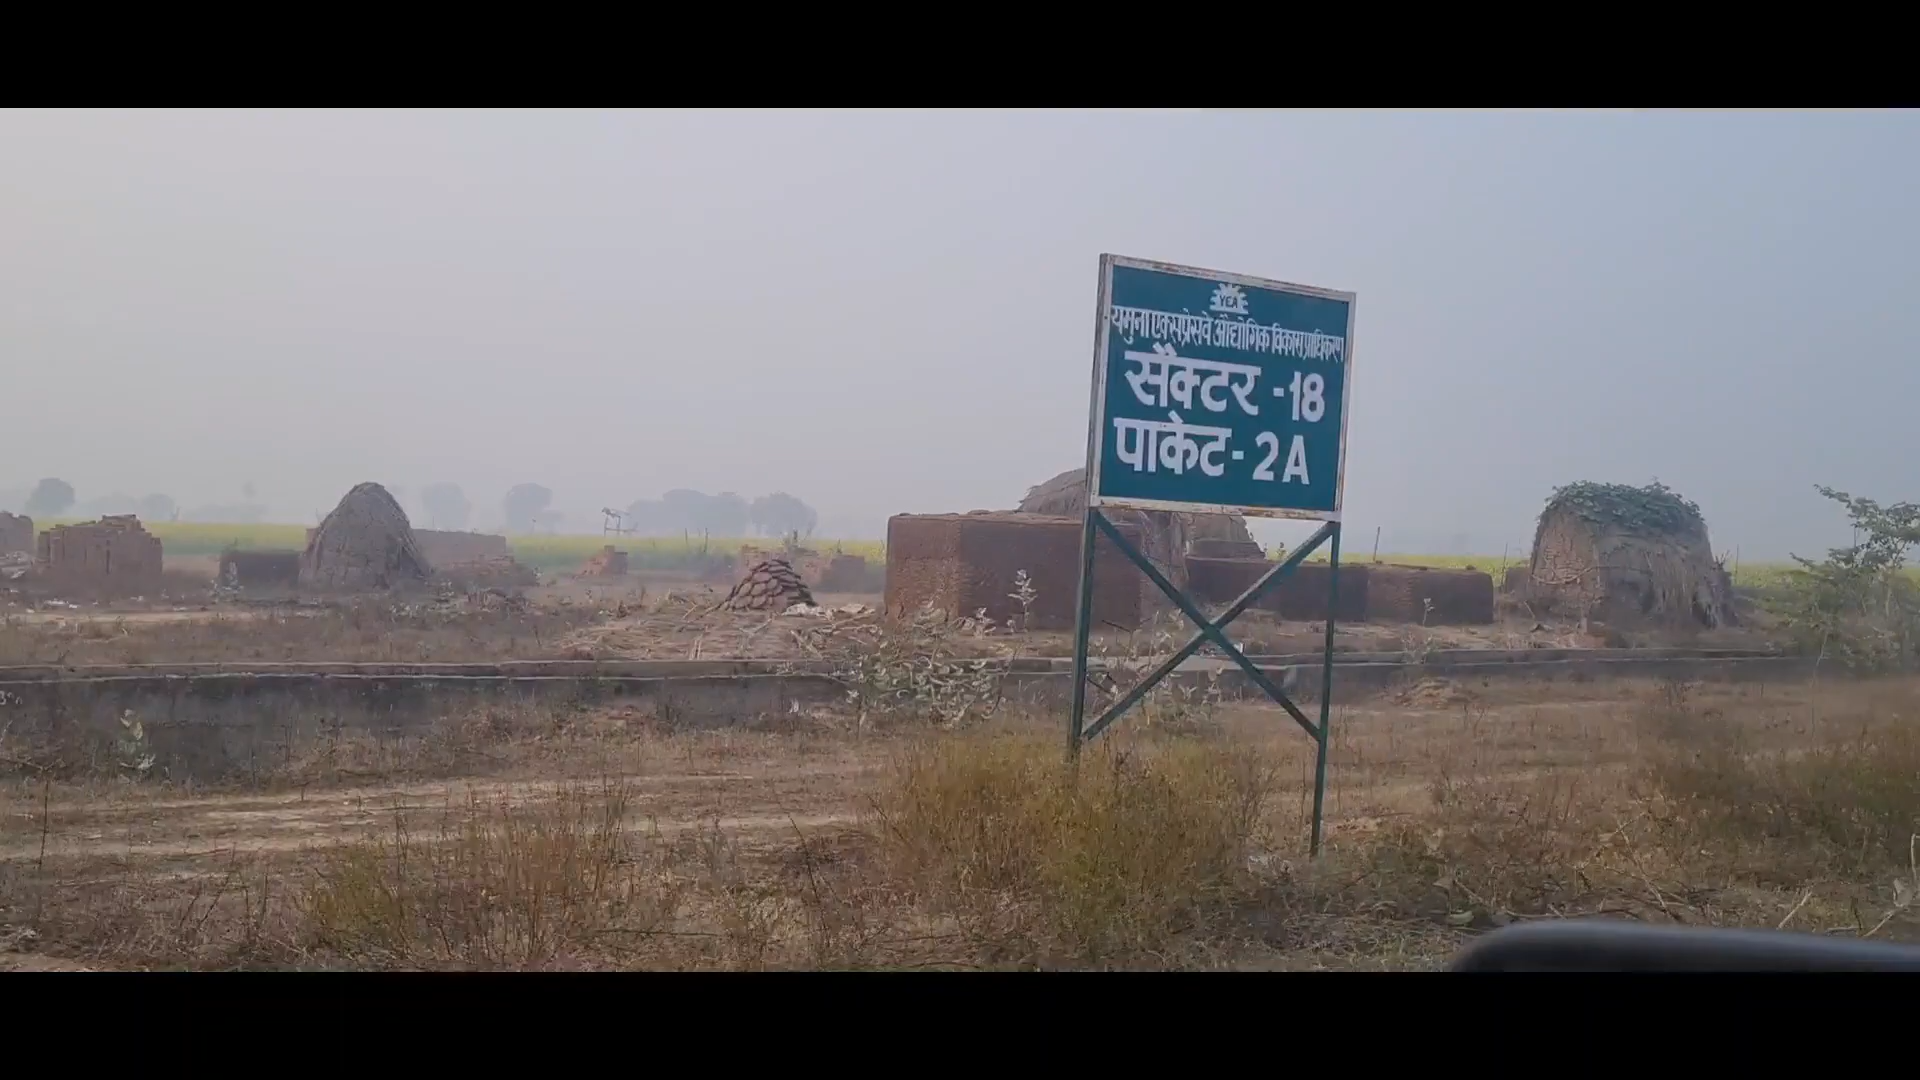 YEA
यमुना एक्सप्रेसवे औद्योगिक विकास प्राधिकरण
सैंक्टर -18
पाकेट- 2A